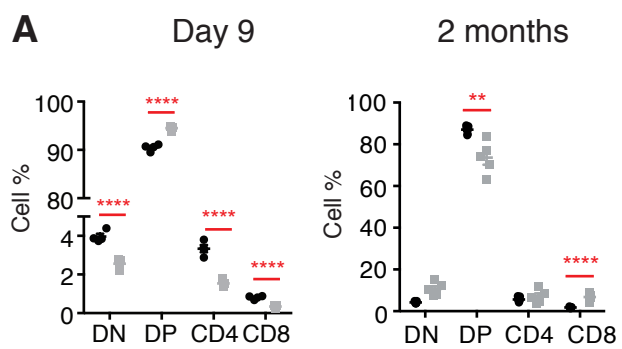 A
Day 9
2 months
Cell %
100
90
80
4
2
0
****
****
****
****
DN
DP
CD4
CD8
Cell %
100
80
60
40
20
0
**
****
DN
DP
CD4
CD8